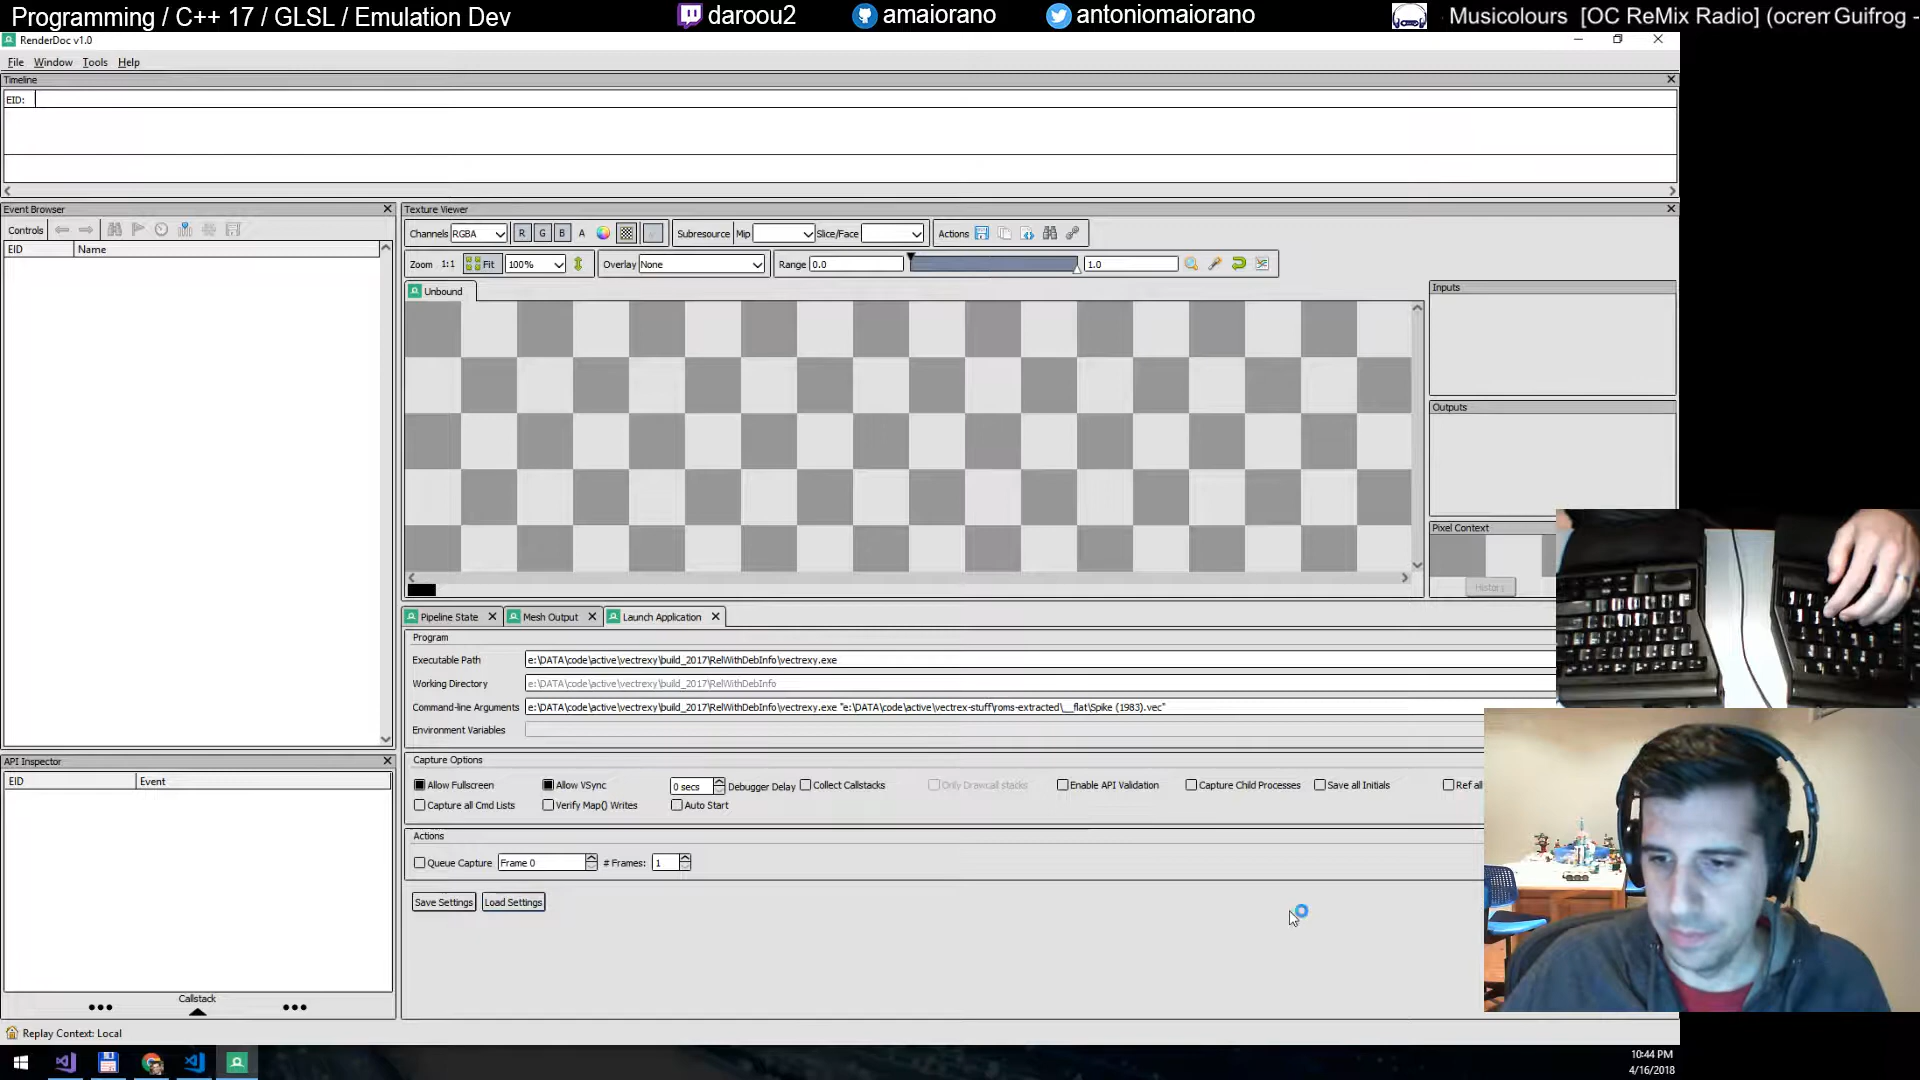 Programming / C++ 17 / GLSL / Emulation Dev
daroou2
amaiorano
antoniomaiorano
Musicolours [OC ReMix Radio] (ocrem Guifrog -
RenderDoc v1.0
File Window Tools Help
Timeline
EID:
Event Browser
Controls
EID Name
Texture Viewer
Channels RGBA R G B A Subresource Mip Slice/Face Actions
Zoom 1:1 Fit 100% Overlay None Range 0.0 1.0
Unbound
Inputs
Outputs
Pixel Context
History
Pipeline State Mesh Output Launch Application
Program
Executable Path e:\DATA\code\active\vectrexy\build_2017\RelWithDebInfo\vectrexy.exe
Working Directory e:\DATA\code\active\vectrexy\build_2017\RelWithDebInfo
Command-line Arguments e:\DATA\code\active\vectrexy\build_2017\RelWithDebInfo\vectrexy.exe "e:\DATA\code\active\vectrex-stuff\roms-extracted\__flat\Spike (1983).vec"
Environment Variables
Capture Options
Allow Fullscreen Allow VSync 0 secs Debugger Delay Collect Callstacks Only Drawcall stacks Enable API Validation Capture Child Processes Save all Initials Ref all
Capture all Cmd Lists Verify Map() Writes Auto Start
Actions
Queue Capture Frame 0 # Frames: 1
Save Settings Load Settings
API Inspector
EID Event
Callstack
Replay Context: Local
10:44 PM
4/16/2018